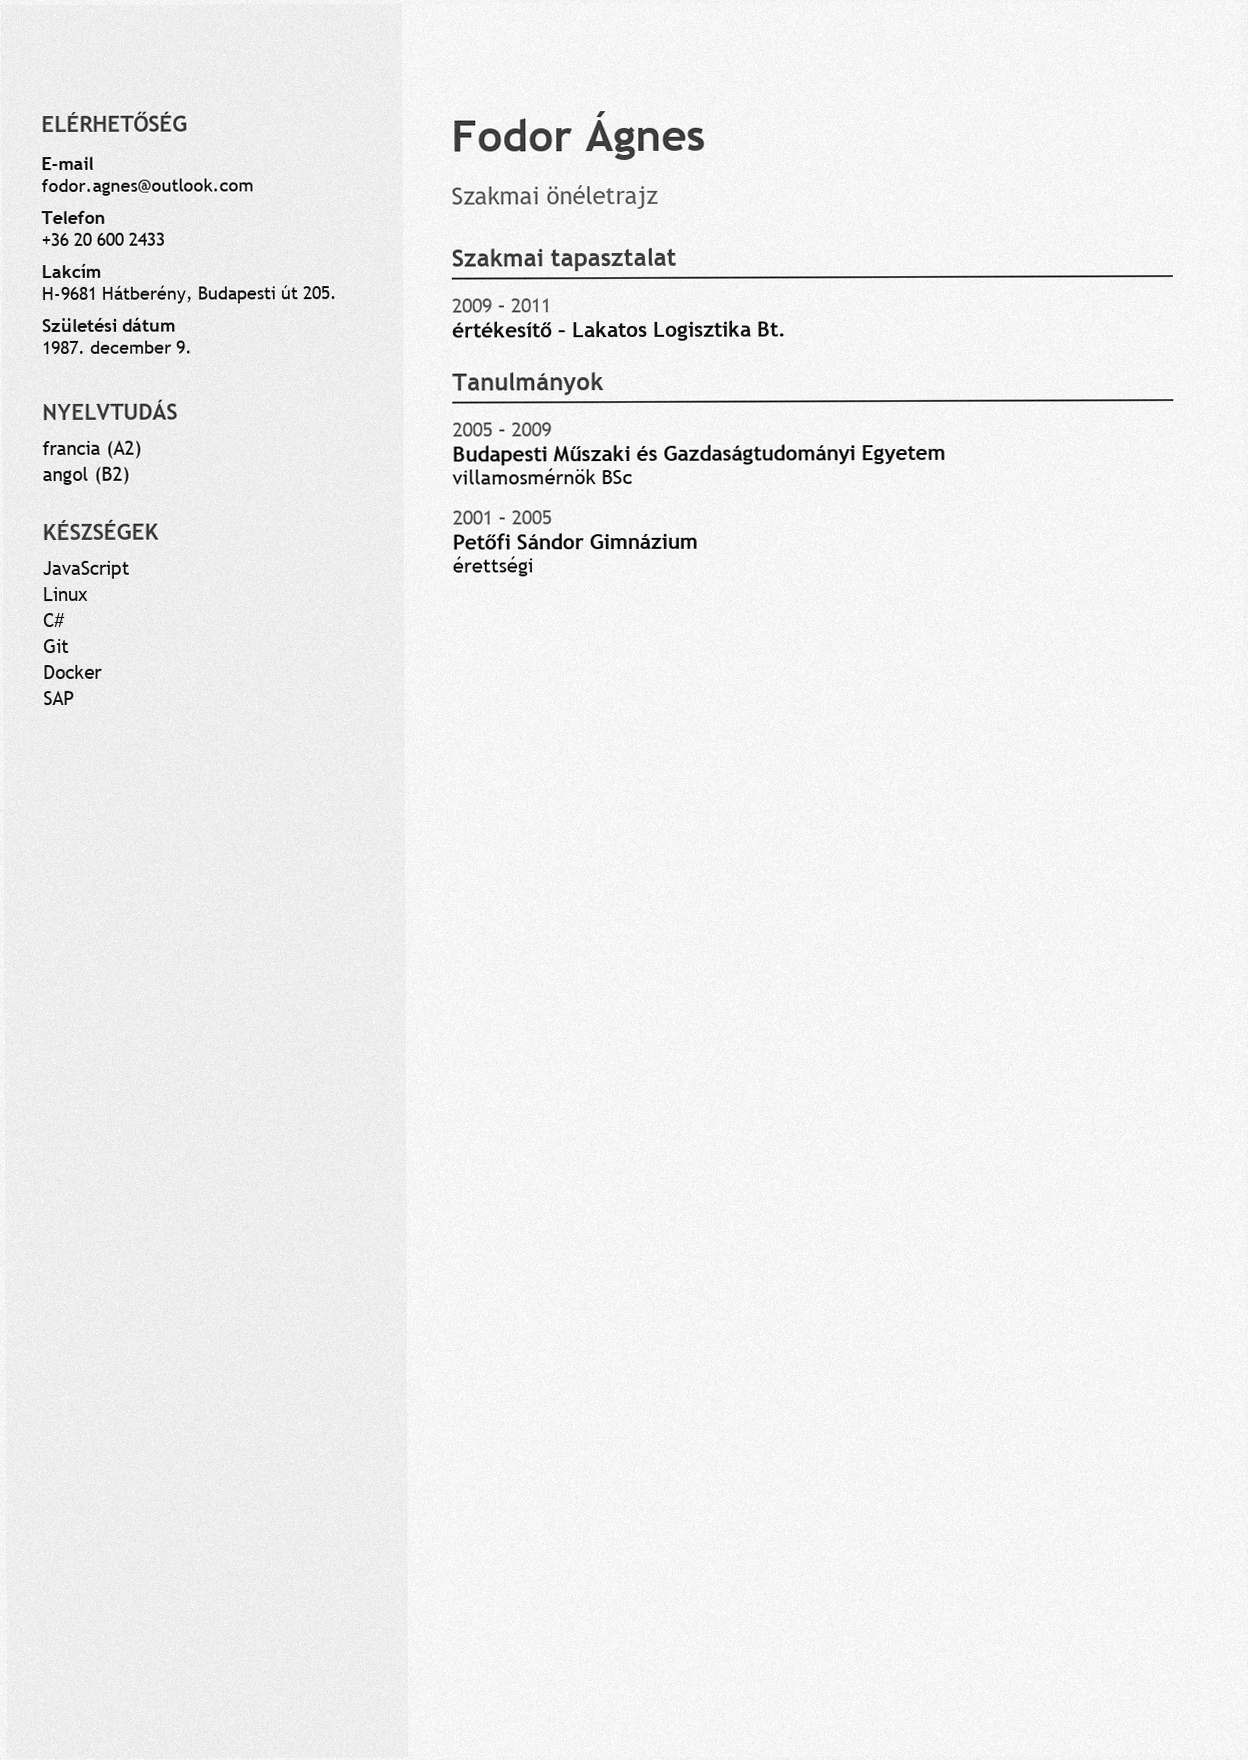 ELÉRHETŐSÉG
E-mail
fodor.agnes@outlook.com
Telefon
+36 20 600 2433
Lakcím
H-9681 Hátberény, Budapesti út 205.
Születési dátum
1987. december 9.
NYELVTUDÁS
francia (A2)
angol (B2)
KÉSZSÉGEK
JavaScript
Linux
C#
Git
Docker
SAP
Fodor Ágnes
Szakmai önéletrajz
Szakmai tapasztalat
2009 – 2011
értékesítő – Lakatos Logisztika Bt.
Tanulmányok
2005 – 2009
Budapesti Műszaki és Gazdaságtudományi Egyetem
villamosmérnök BSc
2001 – 2005
Petőfi Sándor Gimnázium
érettségi